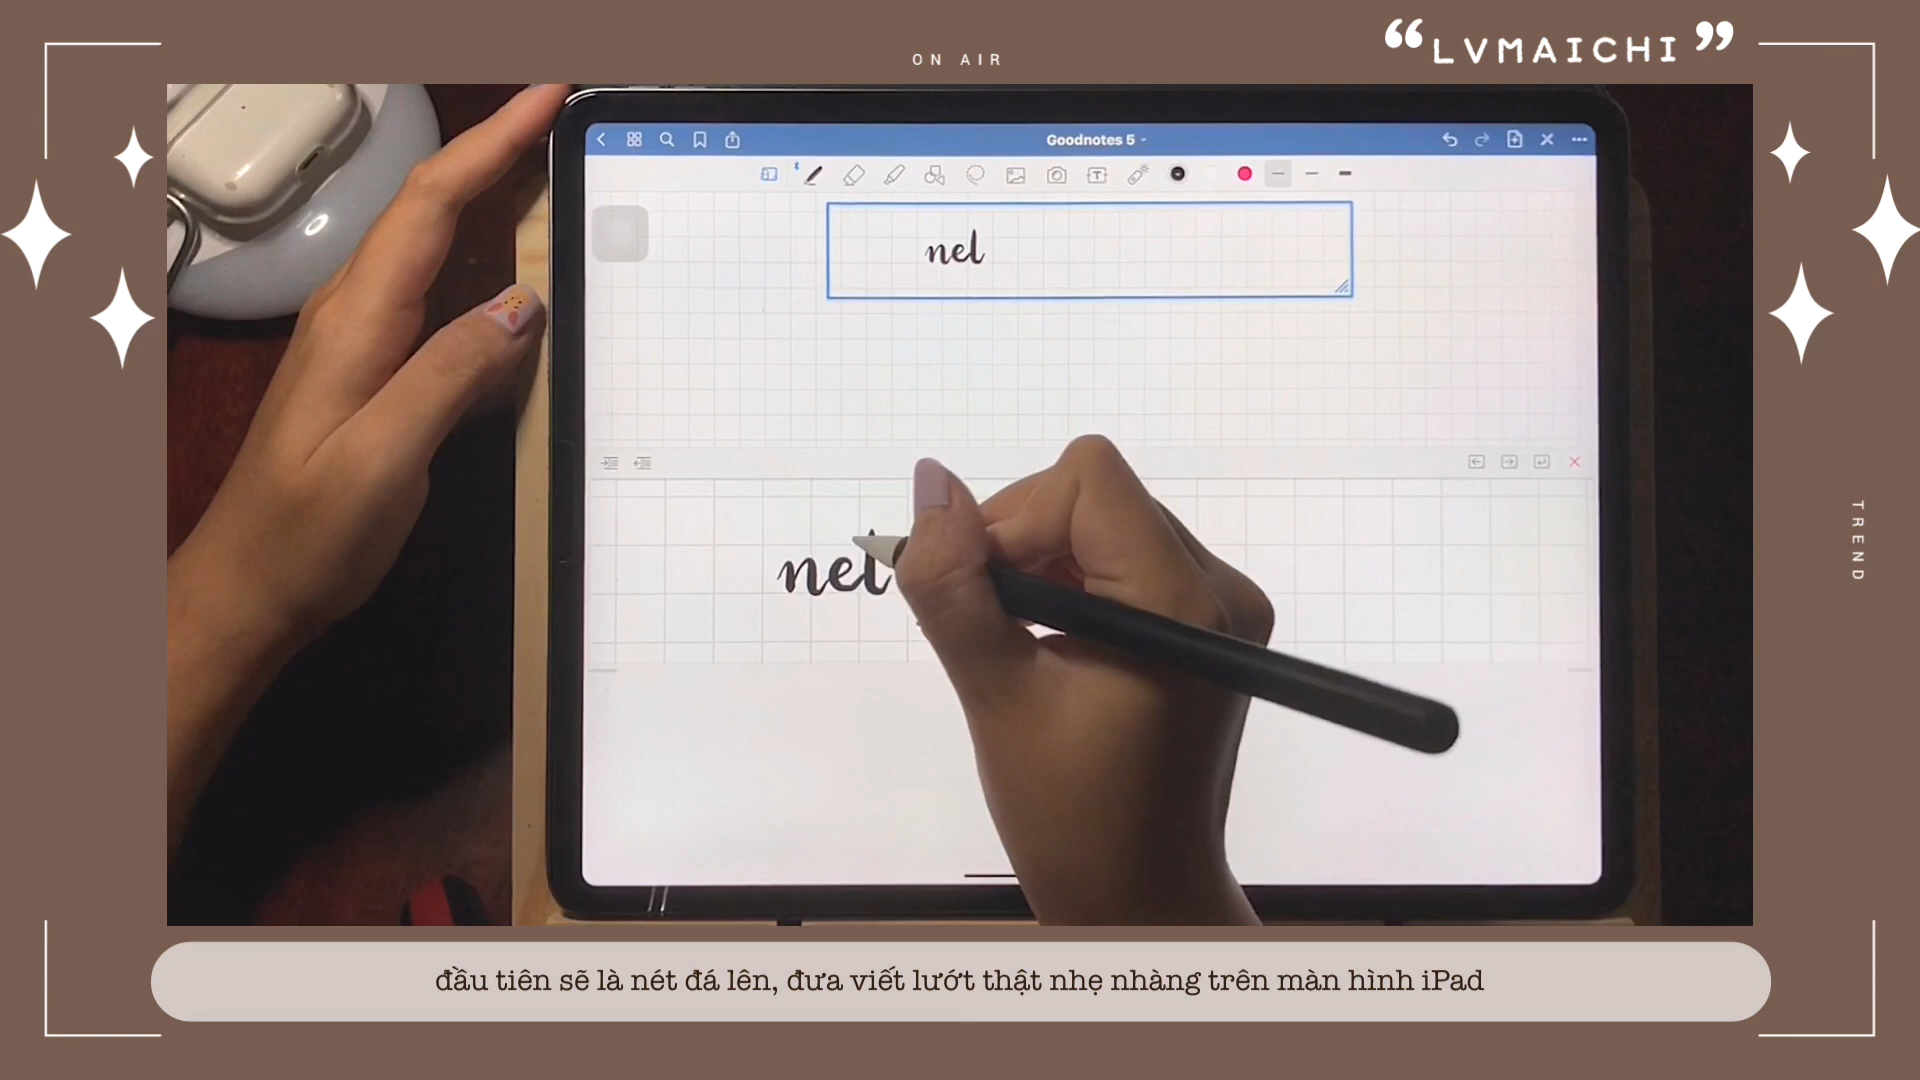 “LVMAICHI”
ON AIR
Goodnotes 5
nel
nel
TREND
đầu tiên sẽ là nét đá lên, đưa viết lướt thật nhẹ nhàng trên màn hình iPad